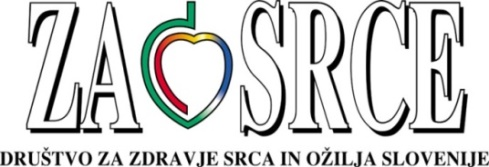 ZA SRCE
DRUŠTVO ZA ZDRAVJE SRCA IN OŽILJA SLOVENIJE